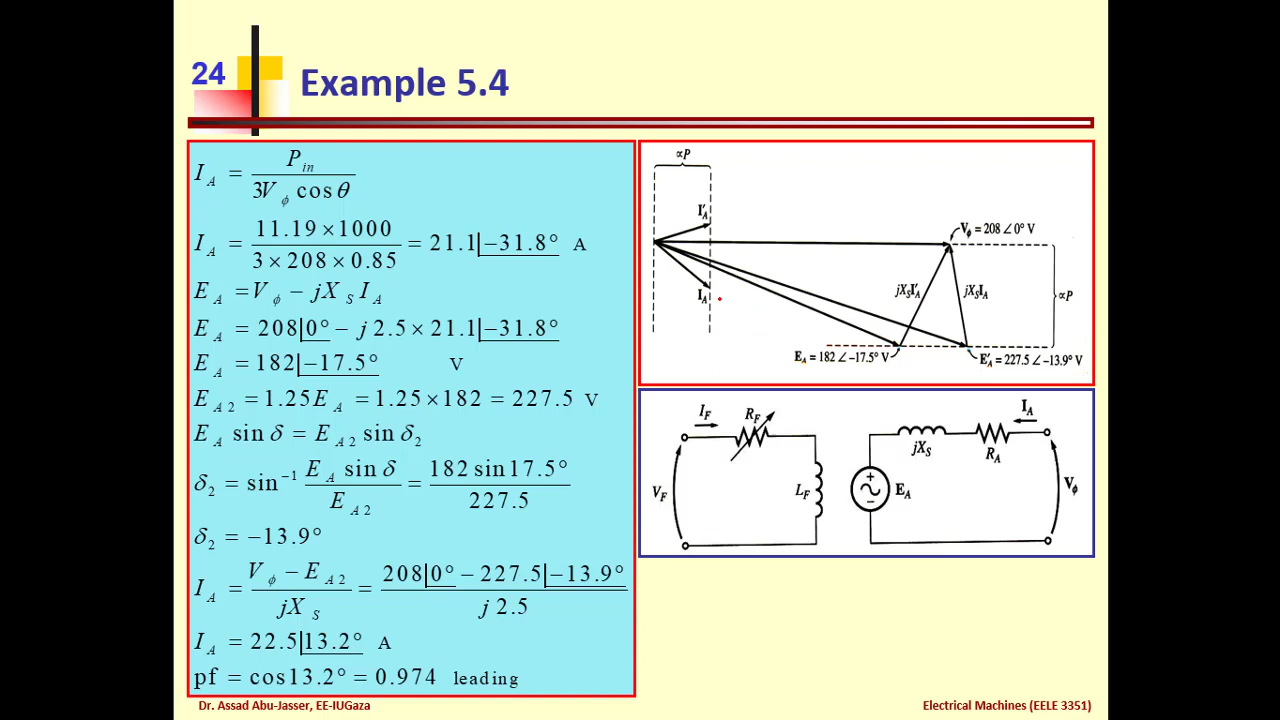 24
Example 5.4
I_A = P_in / 3V_ϕ cos θ
I_A = 11.19 × 1000 / 3 × 208 × 0.85 = 21.1|−31.8° A
E_A = V_ϕ − jX_S I_A
E_A = 208|0° − j 2.5 × 21.1|−31.8°
E_A = 182|−17.5° V
E_A2 = 1.25E_A = 1.25 × 182 = 227.5 V
E_A sin δ = E_A2 sin δ_2
δ_2 = sin⁻¹ E_A sin δ / E_A2 = 182 sin 17.5° / 227.5
δ_2 = −13.9°
I_A = V_ϕ − E_A2 / jX_S = 208|0° − 227.5|−13.9° / j 2.5
I_A = 22.5|13.2° A
pf = cos 13.2° = 0.974 leading
∝P
I'_A
V_ϕ = 208 ∠0° V
jX_S I'_A
jX_S I_A
∝P
I_A
E_A = 182 ∠−17.5° V
E'_A = 227.5 ∠−13.9° V
I_F
R_F
I_A
jX_S
R_A
V_F
L_F
E_A
V_ϕ
+
−
Dr. Assad Abu-Jasser, EE-IUGaza
Electrical Machines (EELE 3351)